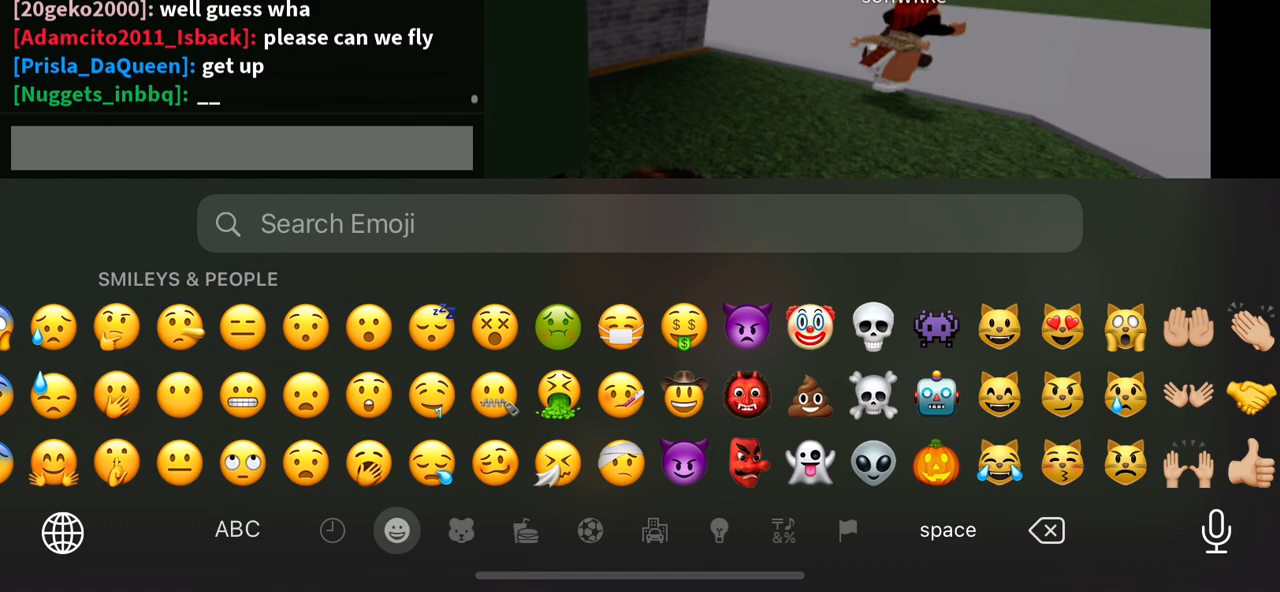 [20geko2000]: well guess wha
[Adamcito2011_Isback]: please can we fly
[Prisla_DaQueen]: get up
[Nuggets_inbbq]: __
Search Emoji
SMILEYS & PEOPLE
ABC
space